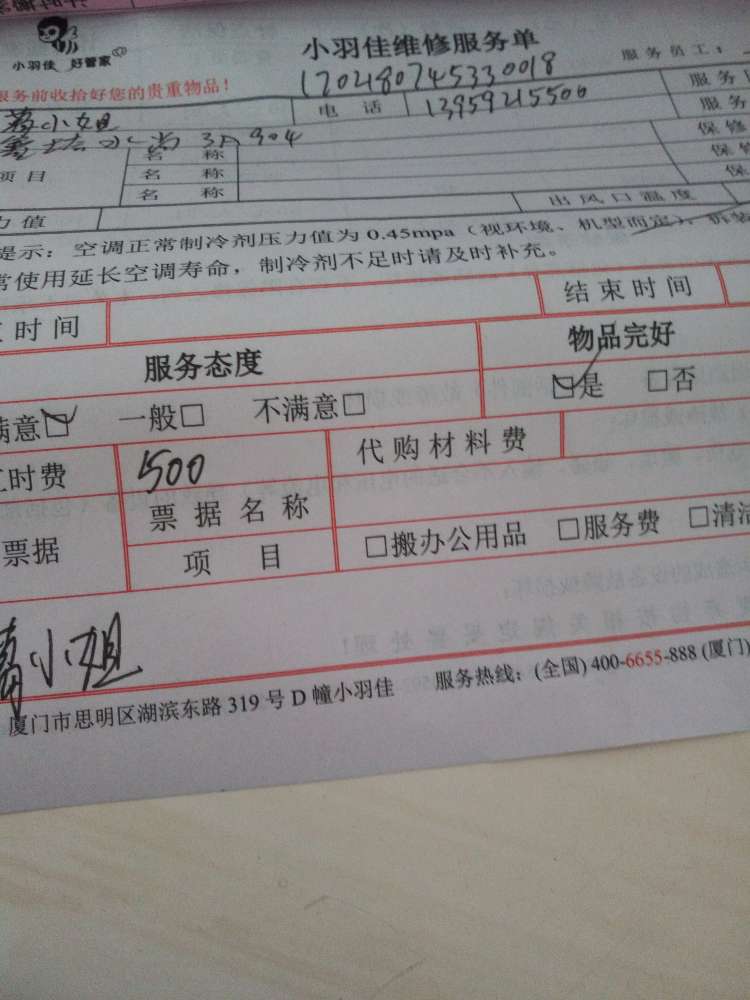 小羽佳 好管家
小羽佳维修服务单
服务员工:
服务前收拾好您的贵重物品!
1702180745330018
服务
小姐
电 话
13959215500
服务
904
保修
项目
名 称
保修
名 称
保
名 称
力值
出风口温度
提示:空调正常制冷剂压力值为0.45mpa(视环境、机型而定),拆装
常使用延长空调寿命,制冷剂不足时请及时补充。
时间
结束时间
服务态度
物品完好
满意☑ 一般□ 不满意□
☑是 □否
工时费
1500
代购材料费
票据
票据名称
项 目
□搬办公用品 □服务费 □清洁
小姐
厦门市思明区湖滨东路 319 号 D 幢小羽佳 服务热线:(全国) 400-6655-888 (厦门)